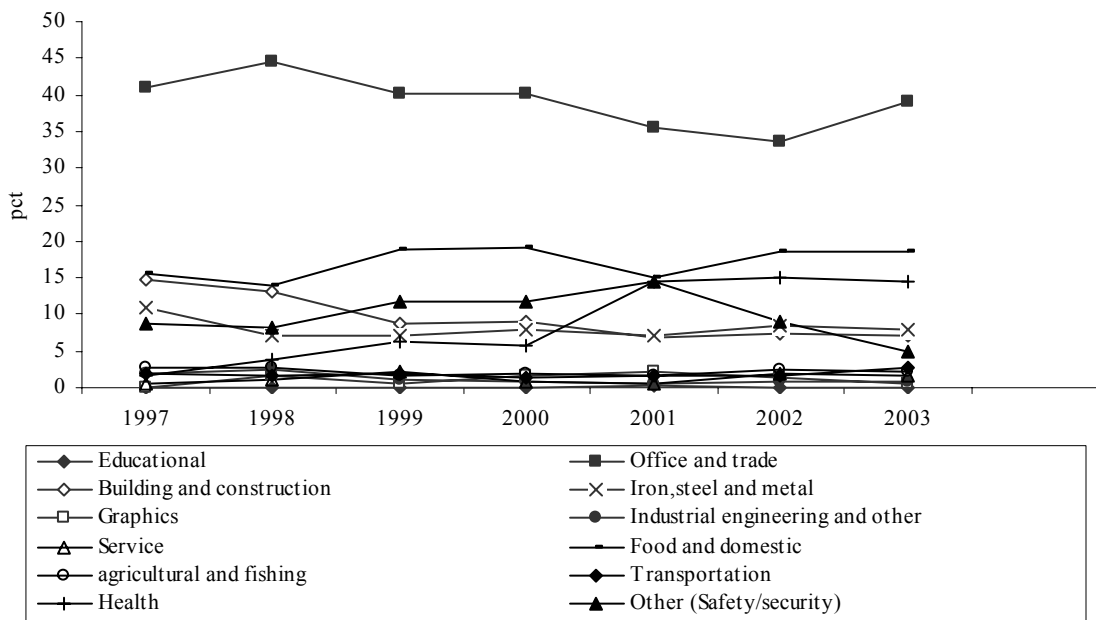 50
45
40
35
30
25
20
15
10
5
0
pct
1997 1998 1999 2000 2001 2002 2003
Educational Office and trade
Building and construction Iron,steel and metal
Graphics Industrial engineering and other
Service Food and domestic
agricultural and fishing Transportation
Health Other (Safety/security)